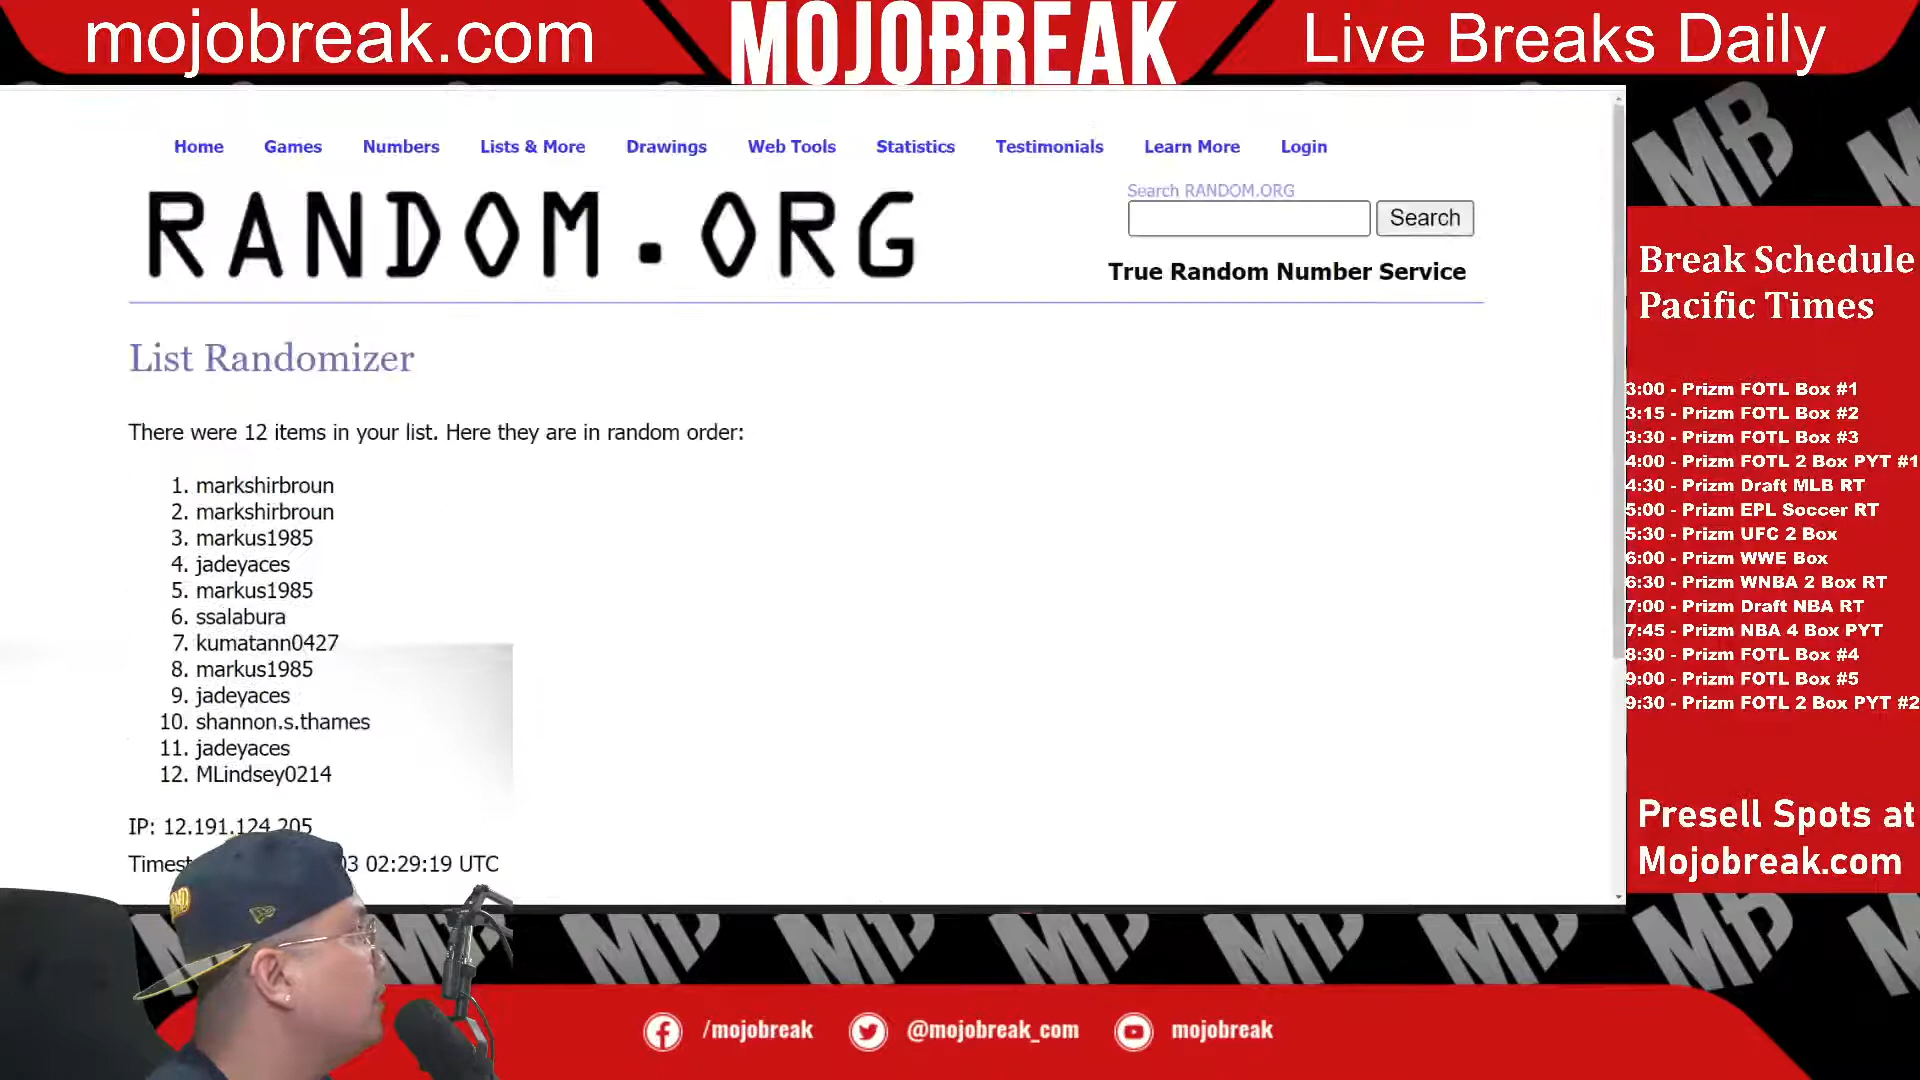 mojobreak.com
MOJOBREAK
Live Breaks Daily
Home Games Numbers Lists & More Drawings Web Tools Statistics Testimonials Learn More Login
RANDOM.ORG
Search RANDOM.ORG
Search
True Random Number Service
List Randomizer
There were 12 items in your list. Here they are in random order:
1. markshirbroun
2. markshirbroun
3. markus1985
4. jadeyaces
5. markus1985
6. ssalabura
7. kumatann0427
8. markus1985
9. jadeyaces
10. shannon.s.thames
11. jadeyaces
12. MLindsey0214
IP: 12.191.124.205
02:29:19 UTC
Break Schedule
Pacific Times
3:00 - Prizm FOTL Box #1
3:15 - Prizm FOTL Box #2
3:30 - Prizm FOTL Box #3
4:00 - Prizm FOTL 2 Box PYT #1
4:30 - Prizm Draft MLB RT
5:00 - Prizm EPL Soccer RT
5:30 - Prizm UFC 2 Box
6:00 - Prizm WWE Box
6:30 - Prizm WNBA 2 Box RT
7:00 - Prizm Draft NBA RT
7:45 - Prizm NBA 4 Box PYT
8:30 - Prizm FOTL Box #4
9:00 - Prizm FOTL Box #5
9:30 - Prizm FOTL 2 Box PYT #2
Presell Spots at
Mojobreak.com
/mojobreak
@mojobreak_com
mojobreak